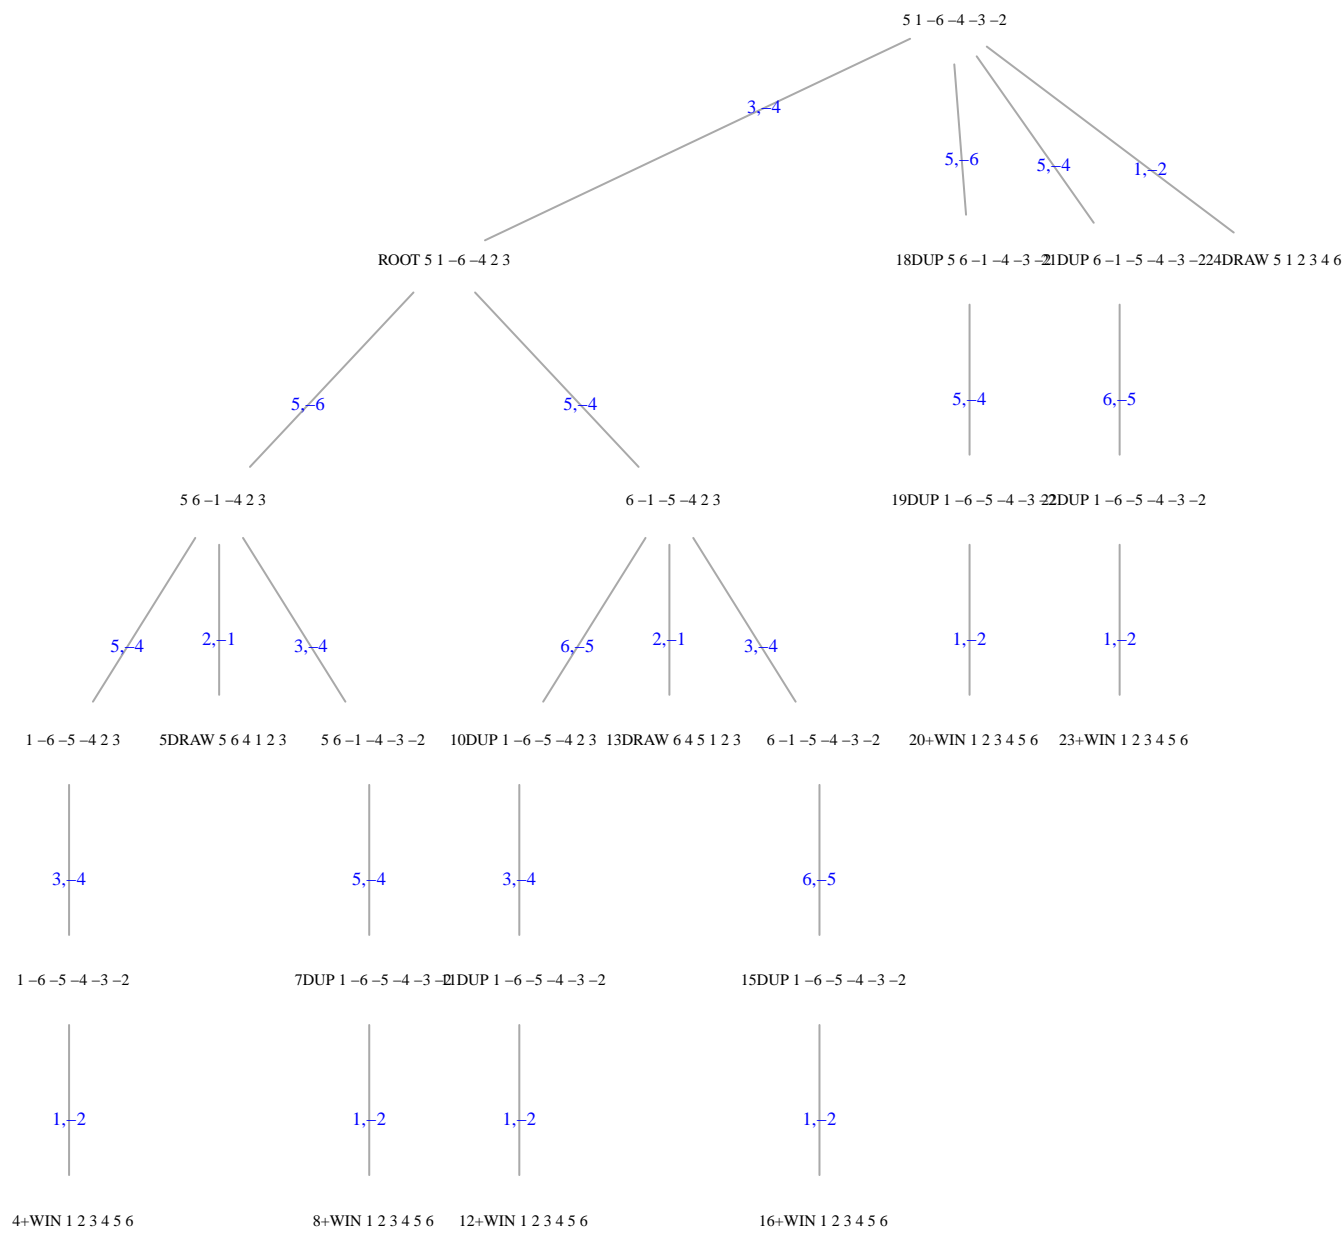 5 1 –6 –4 –3 –2
3,–4
5,–6
5,–4
1,–2
ROOT 5 1 –6 –4 2 3
18DUP 5 6 –1 –4 –3 –2
21DUP 6 –1 –5 –4 –3 –2
24DRAW 5 1 2 3 4 6
5,–6
5,–4
5,–4
6,–5
5 6 –1 –4 2 3
6 –1 –5 –4 2 3
19DUP 1 –6 –5 –4 –3 –2
22DUP 1 –6 –5 –4 –3 –2
5,–4
2,–1
3,–4
6,–5
2,–1
3,–4
1,–2
1,–2
1 –6 –5 –4 2 3
5DRAW 5 6 4 1 2 3
5 6 –1 –4 –3 –2
10DUP 1 –6 –5 –4 2 3
13DRAW 6 4 5 1 2 3
6 –1 –5 –4 –3 –2
20+WIN 1 2 3 4 5 6
23+WIN 1 2 3 4 5 6
3,–4
5,–4
3,–4
6,–5
1 –6 –5 –4 –3 –2
7DUP 1 –6 –5 –4 –3 –2
11DUP 1 –6 –5 –4 –3 –2
15DUP 1 –6 –5 –4 –3 –2
1,–2
1,–2
1,–2
1,–2
4+WIN 1 2 3 4 5 6
8+WIN 1 2 3 4 5 6
12+WIN 1 2 3 4 5 6
16+WIN 1 2 3 4 5 6